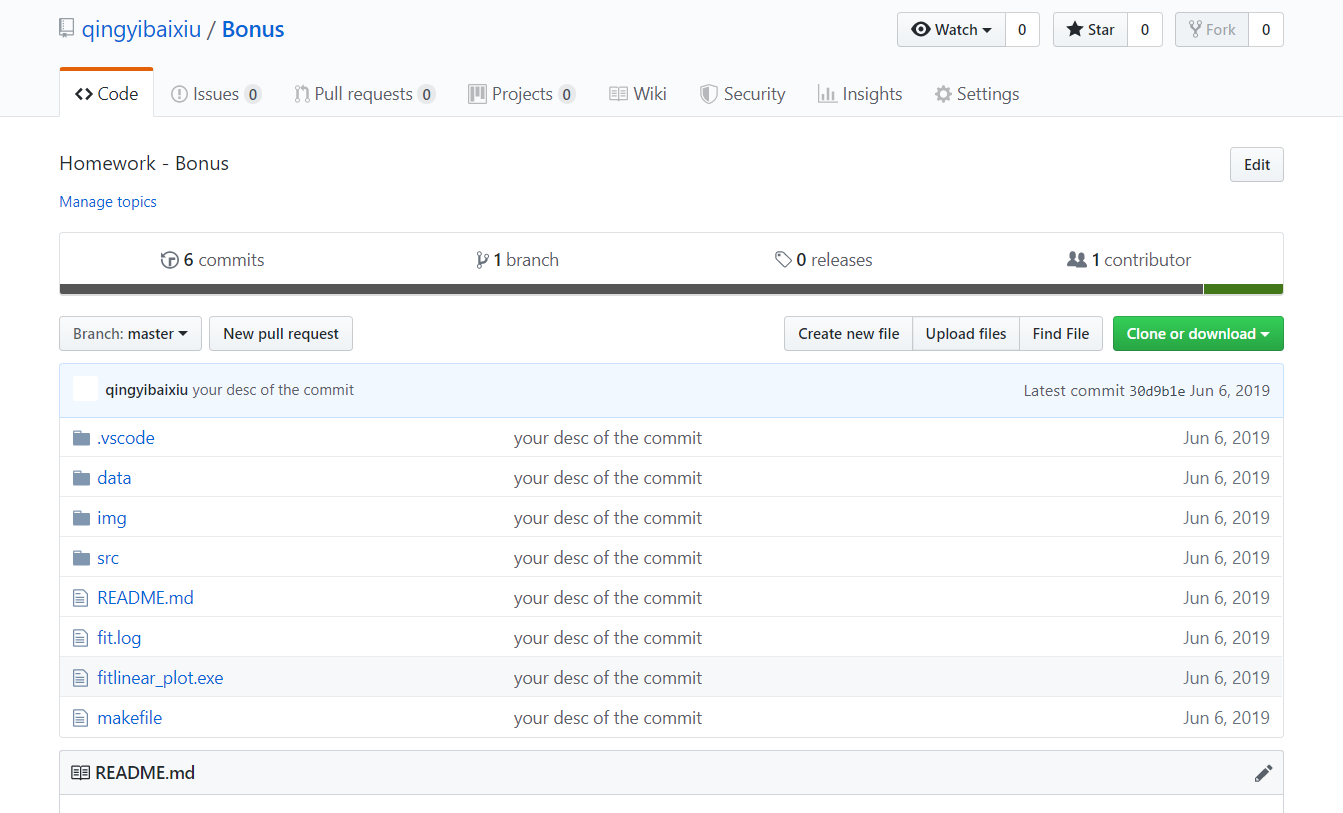 qingyibaixiu / Bonus Watch 0 Star 0 Fork 0
Code Issues 0 Pull requests 0 Projects 0 Wiki Security Insights Settings
Homework - Bonus Edit
Manage topics
6 commits 1 branch 0 releases 1 contributor
Branch: master New pull request Create new file Upload files Find File Clone or download
qingyibaixiu your desc of the commit Latest commit 30d9b1e Jun 6, 2019
.vscode your desc of the commit Jun 6, 2019
data your desc of the commit Jun 6, 2019
img your desc of the commit Jun 6, 2019
src your desc of the commit Jun 6, 2019
README.md your desc of the commit Jun 6, 2019
fit.log your desc of the commit Jun 6, 2019
fitlinear_plot.exe your desc of the commit Jun 6, 2019
makefile your desc of the commit Jun 6, 2019
README.md